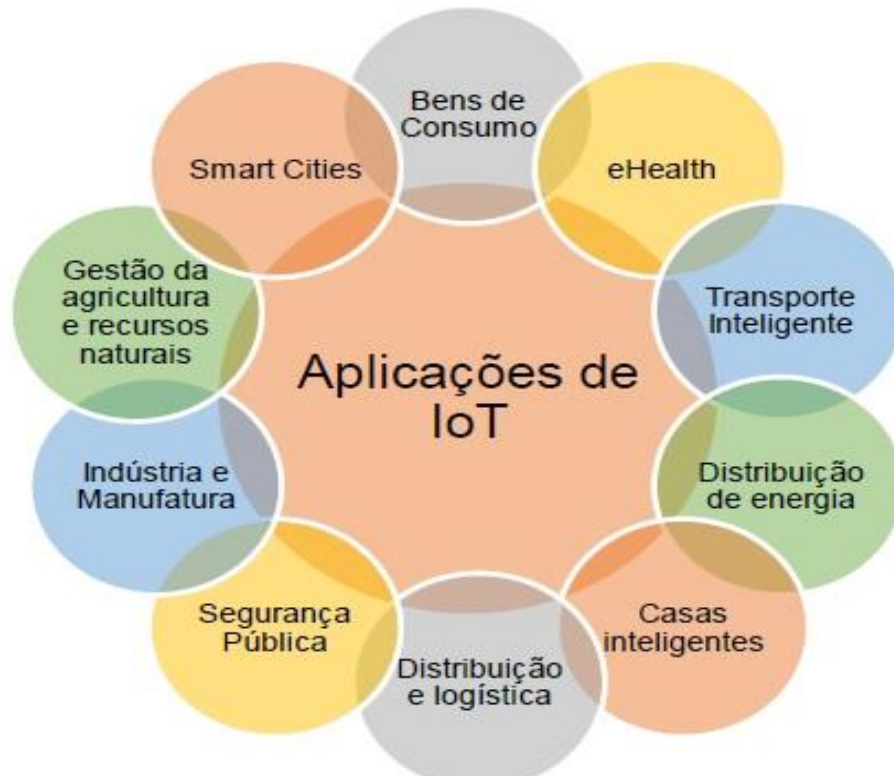 Bens de
Consumo
eHealth
Transporte
Inteligente
Distribuição
de energia
Casas
inteligentes
Distribuição
e logística
Segurança
Pública
Indústria e
Manufatura
Gestão da
agricultura
e recursos
naturais
Smart Cities
Aplicações de
IoT